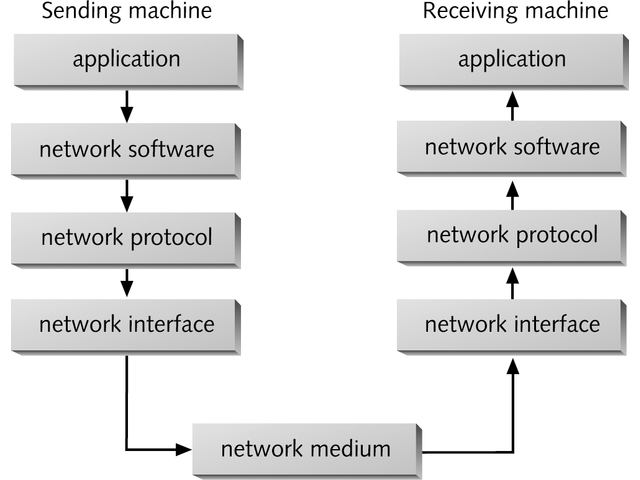 Sending machine
application
network software
network protocol
network interface
network medium
Receiving machine
application
network software
network protocol
network interface